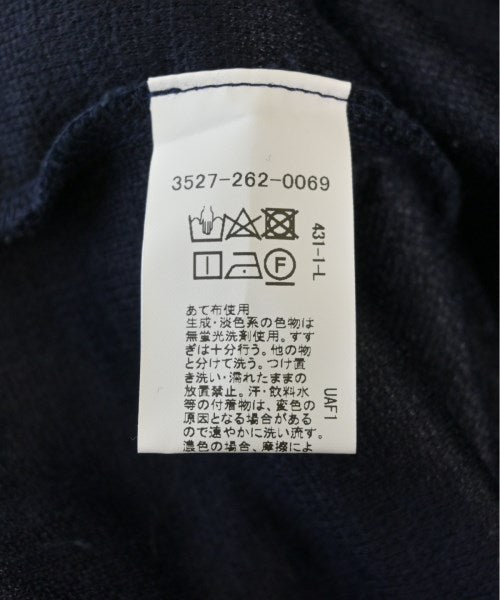 3527-262-0069
431-1-L
F
あて布使用
生成・淡色系の色物は
無蛍光洗剤使用。すす
ぎは十分行う。他の物
と分けて洗う。つけ置
き洗い・濡れたままの
放置禁止。汗・飲料水
等の付着物は、変色の
原因となる場合がある
ので速やかに洗い流す。
濃色の場合、摩擦によ
UAF1